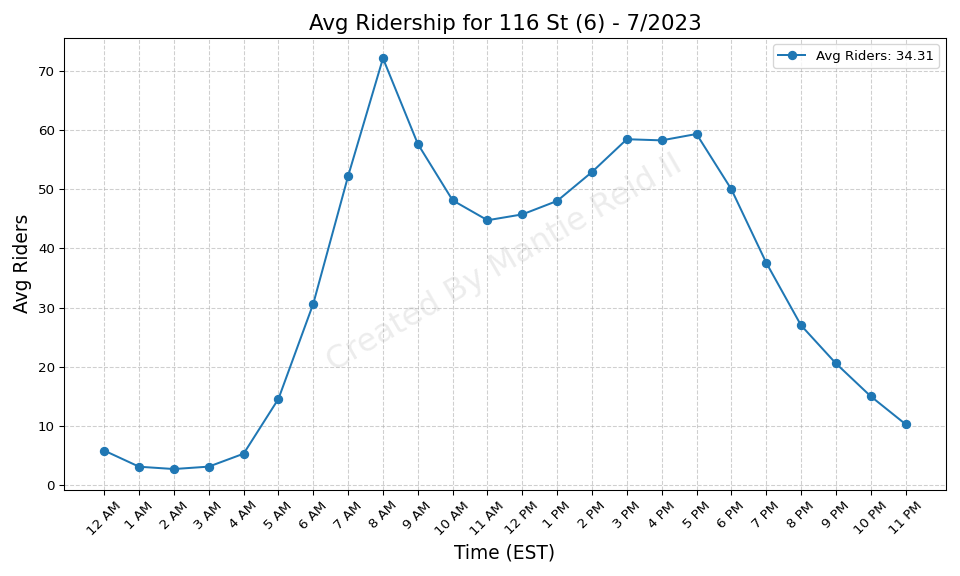 Avg Ridership for 116 St (6) - 7/2023
Avg Riders: 34.31
Avg Riders
70
60
50
40
30
20
10
0
Created By Mantle Reid II
12 AM
1 AM
2 AM
3 AM
4 AM
5 AM
6 AM
7 AM
8 AM
9 AM
10 AM
11 AM
12 PM
1 PM
2 PM
3 PM
4 PM
5 PM
6 PM
7 PM
8 PM
9 PM
10 PM
11 PM
Time (EST)